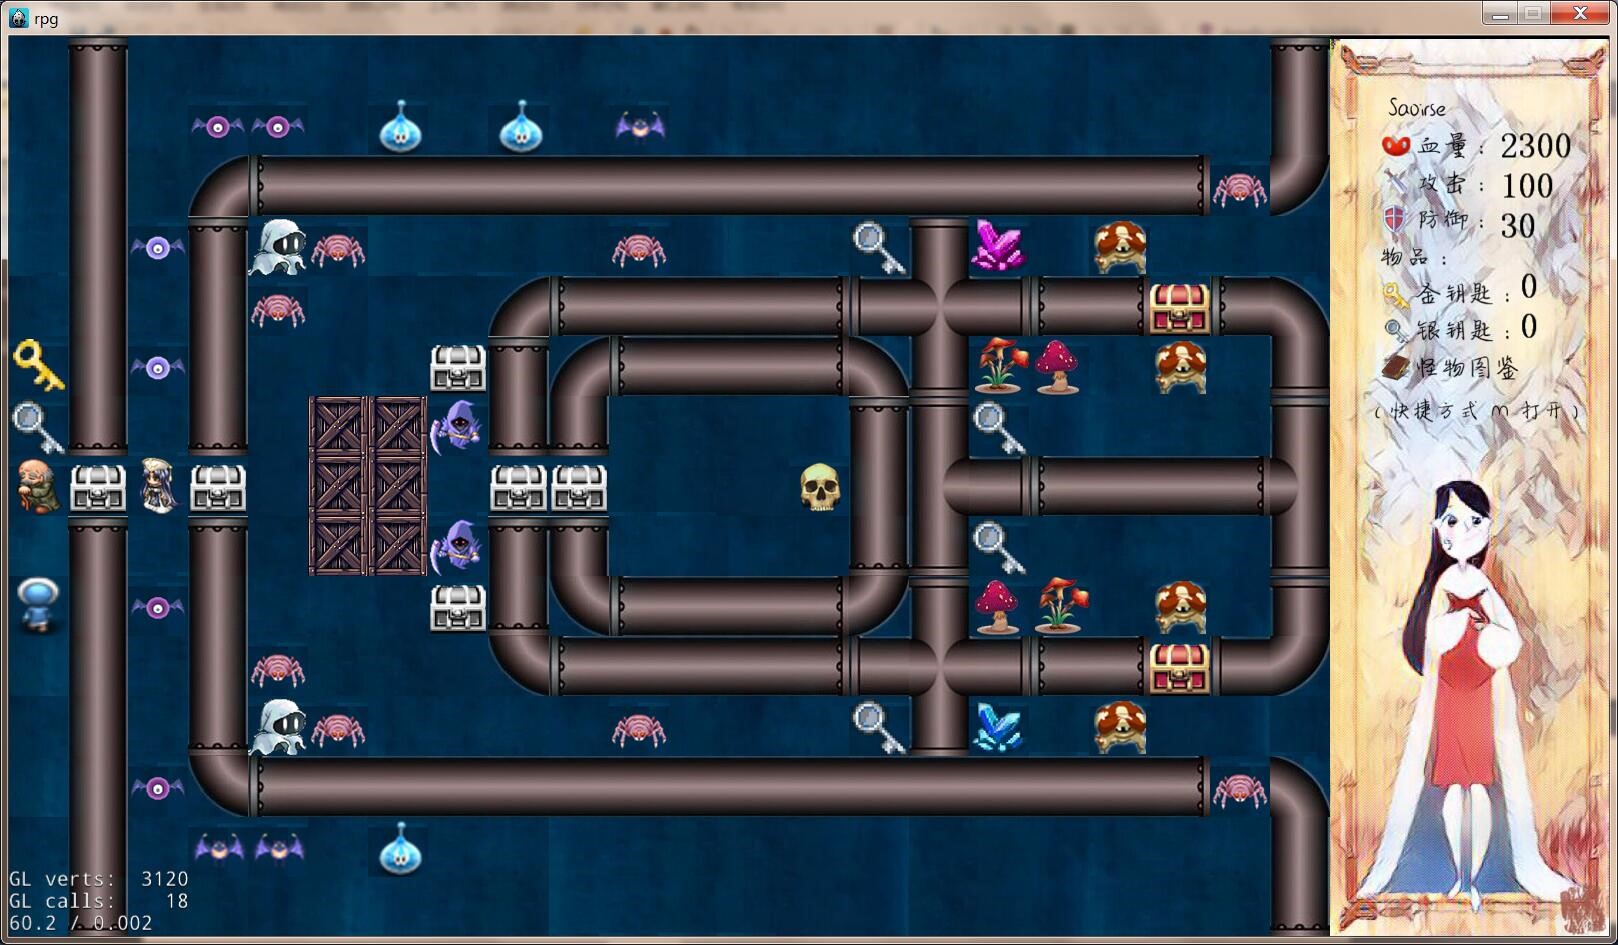 rpg
Saoirse
血量：2300
攻击：100
防御：30
物品：
金钥匙：0
银钥匙：0
怪物图鉴
（快捷方式 m 打开）
GL verts: 3120
GL calls: 18
60.2 / 0.002